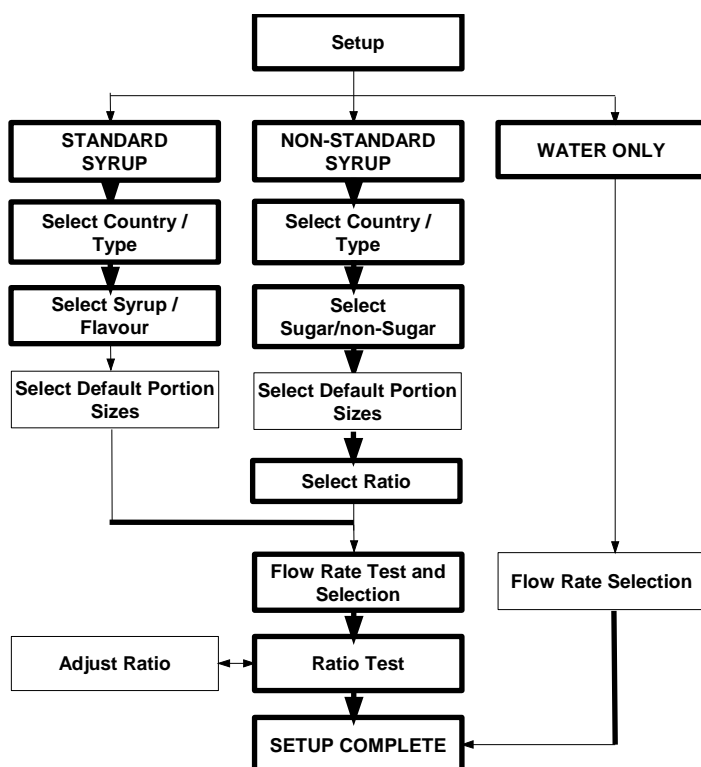 Setup
STANDARD
SYRUP
NON-STANDARD
SYRUP
WATER ONLY
Select Country /
Type
Select Country /
Type
Select Syrup /
Flavour
Select
Sugar/non-Sugar
Select Default Portion
Sizes
Select Default Portion
Sizes
Select Ratio
Flow Rate Test and
Selection
Flow Rate Selection
Adjust Ratio
Ratio Test
SETUP COMPLETE